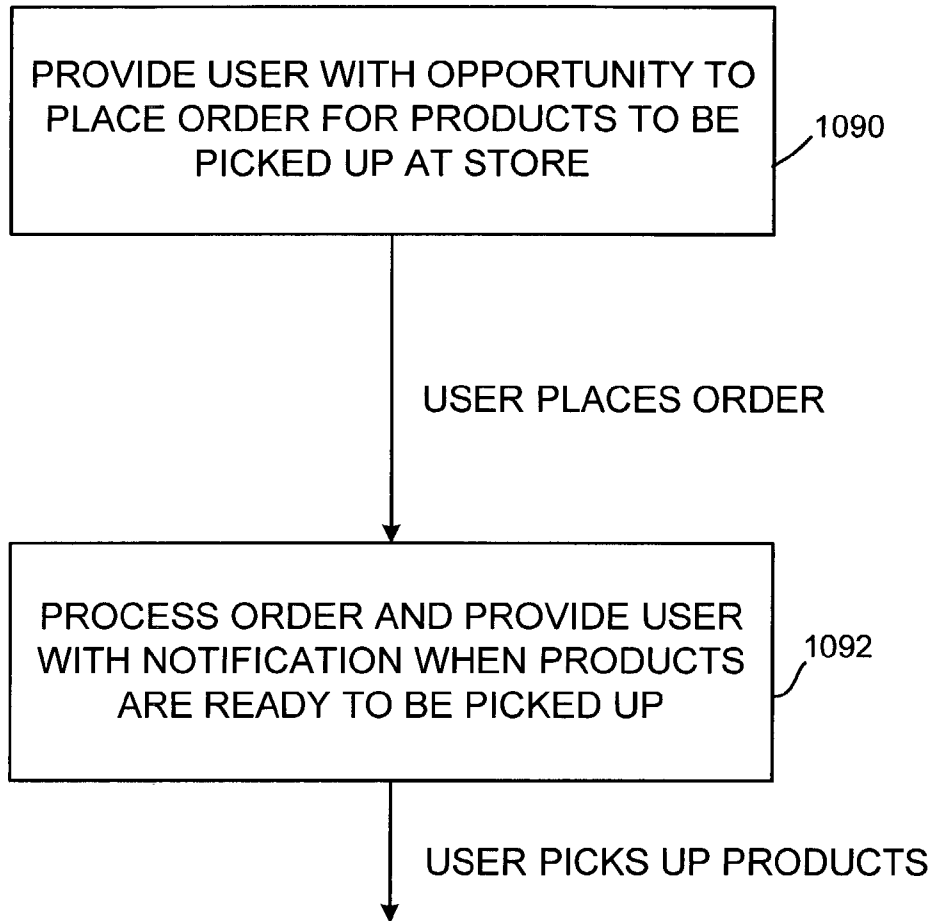 PROVIDE USER WITH OPPORTUNITY TO
PLACE ORDER FOR PRODUCTS TO BE
PICKED UP AT STORE
1090
USER PLACES ORDER
PROCESS ORDER AND PROVIDE USER
WITH NOTIFICATION WHEN PRODUCTS
ARE READY TO BE PICKED UP
1092
USER PICKS UP PRODUCTS